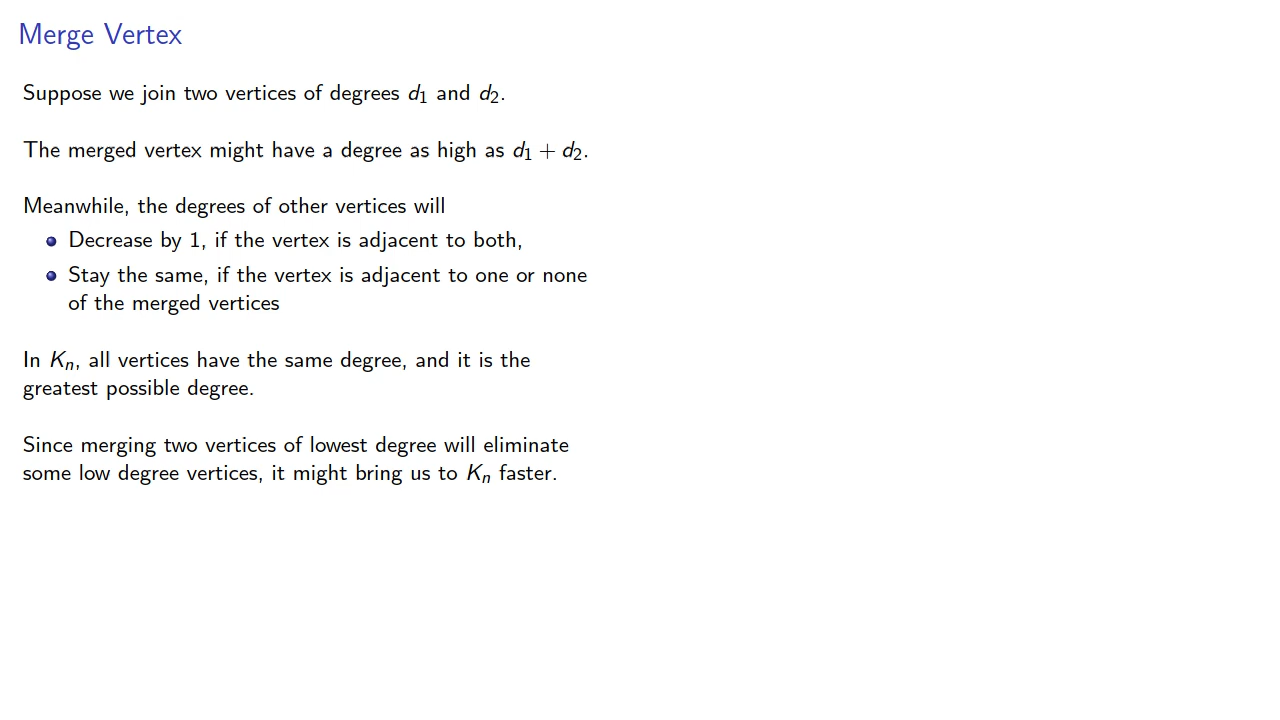 Merge Vertex
Suppose we join two vertices of degrees d₁ and d₂.
The merged vertex might have a degree as high as d₁ + d₂.
Meanwhile, the degrees of other vertices will
Decrease by 1, if the vertex is adjacent to both,
Stay the same, if the vertex is adjacent to one or none
of the merged vertices
In Kₙ, all vertices have the same degree, and it is the
greatest possible degree.
Since merging two vertices of lowest degree will eliminate
some low degree vertices, it might bring us to Kₙ faster.